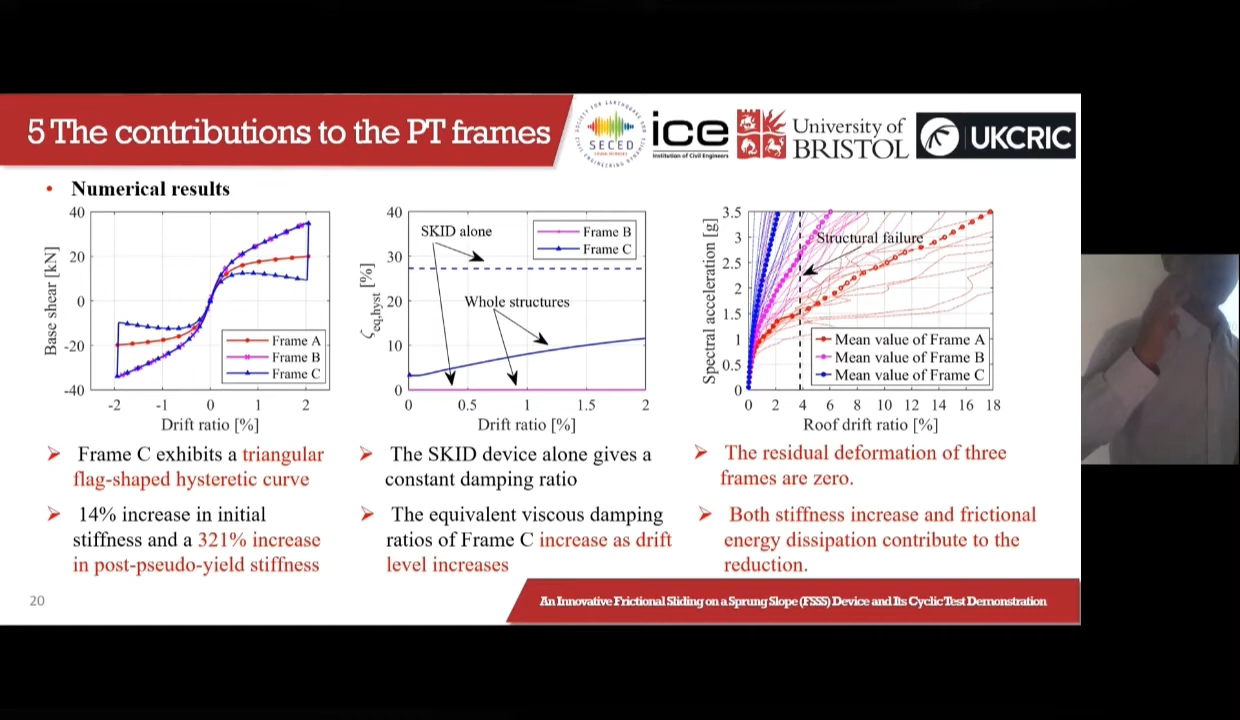 5 The contributions to the PT frames
SECED
ice
Institution of Civil Engineers
University of
BRISTOL
UKCRIC
• Numerical results
40
20
0
-20
-40
-2
-1
0
1
2
Base shear [kN]
Drift ratio [%]
Frame A
Frame B
Frame C
40
30
20
10
0
0
0.5
1
1.5
2
ζeq,hyst [%]
Drift ratio [%]
SKID alone
Whole structures
Frame B
Frame C
3.5
3
2.5
2
1.5
1
0.5
0
0
2
4
6
8
10
12
14
16
18
Spectral acceleration [g]
Roof drift ratio [%]
Structural failure
Mean value of Frame A
Mean value of Frame B
Mean value of Frame C
➢ Frame C exhibits a triangular
flag-shaped hysteretic curve
➢ 14% increase in initial
stiffness and a 321% increase
in post-pseudo-yield stiffness
➢ The SKID device alone gives a
constant damping ratio
➢ The equivalent viscous damping
ratios of Frame C increase as drift
level increases
➢ The residual deformation of three
frames are zero.
➢ Both stiffness increase and frictional
energy dissipation contribute to the
reduction.
20
An Innovative Frictional Sliding on a Sprung Slope (FSSS) Device and Its Cyclic Test Demonstration